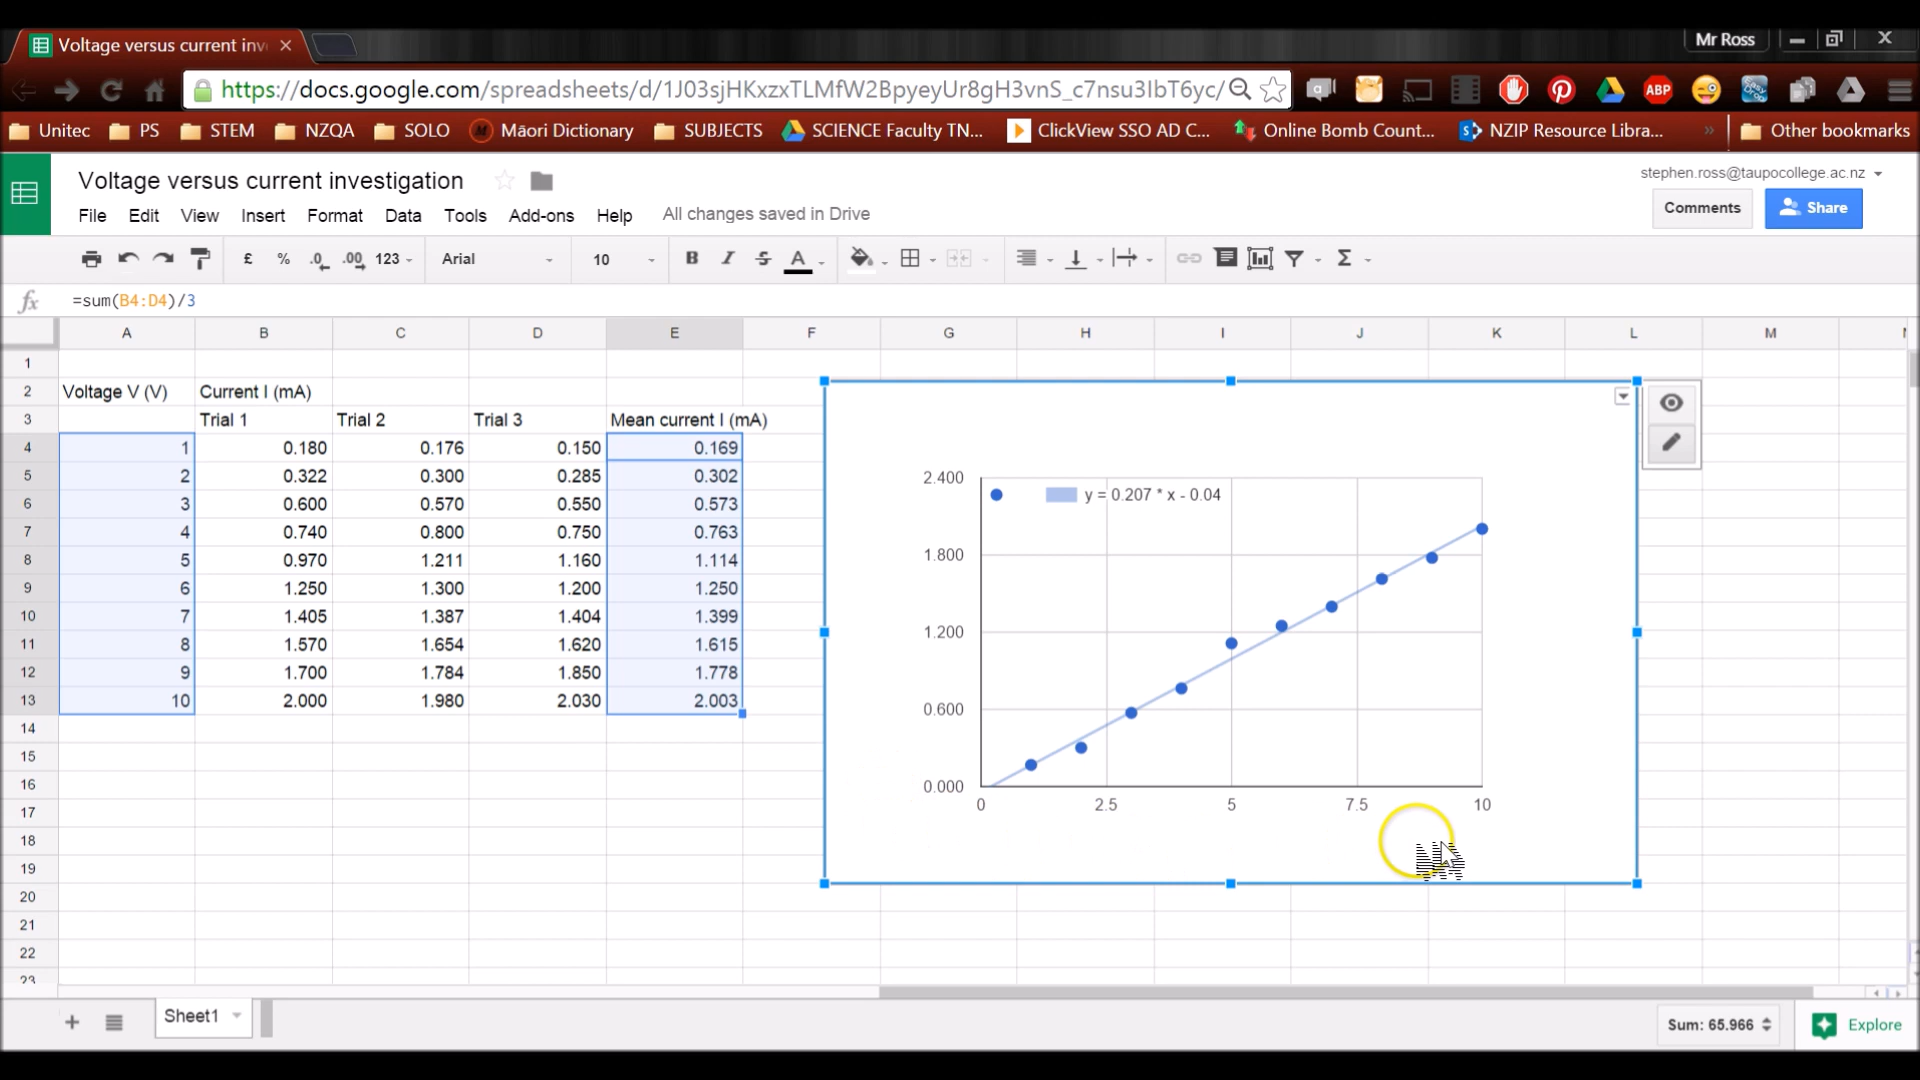 Voltage versus current inv
Mr Ross
https://docs.google.com/spreadsheets/d/1J03sjHKxzxTLMfW2BpyeyUr8gH3vnS_c7nsu3IbT6yc/
Unitec PS STEM NZQA SOLO Māori Dictionary SUBJECTS SCIENCE Faculty TN... ClickView SSO AD C... Online Bomb Count... NZIP Resource Libra... » Other bookmarks
Voltage versus current investigation
stephen.ross@taupocollege.ac.nz
File Edit View Insert Format Data Tools Add-ons Help All changes saved in Drive
Comments Share
£ % .0 .00 123 Arial 10 B I S A Σ
fx =sum(B4:D4)/3
A B C D E F G H I J K L M
1
2 Voltage V (V) Current I (mA)
3 Trial 1 Trial 2 Trial 3 Mean current I (mA)
4 1 0.180 0.176 0.150 0.169
5 2 0.322 0.300 0.285 0.302
6 3 0.600 0.570 0.550 0.573
7 4 0.740 0.800 0.750 0.763
8 5 0.970 1.211 1.160 1.114
9 6 1.250 1.300 1.200 1.250
10 7 1.405 1.387 1.404 1.399
11 8 1.570 1.654 1.620 1.615
12 9 1.700 1.784 1.850 1.778
13 10 2.000 1.980 2.030 2.003
14
15
16
17
18
19
20
21
22
23
y = 0.207 * x - 0.04
2.400
1.800
1.200
0.600
0.000
0 2.5 5 7.5 10
ABP
Sheet1
Sum: 65.966
Explore